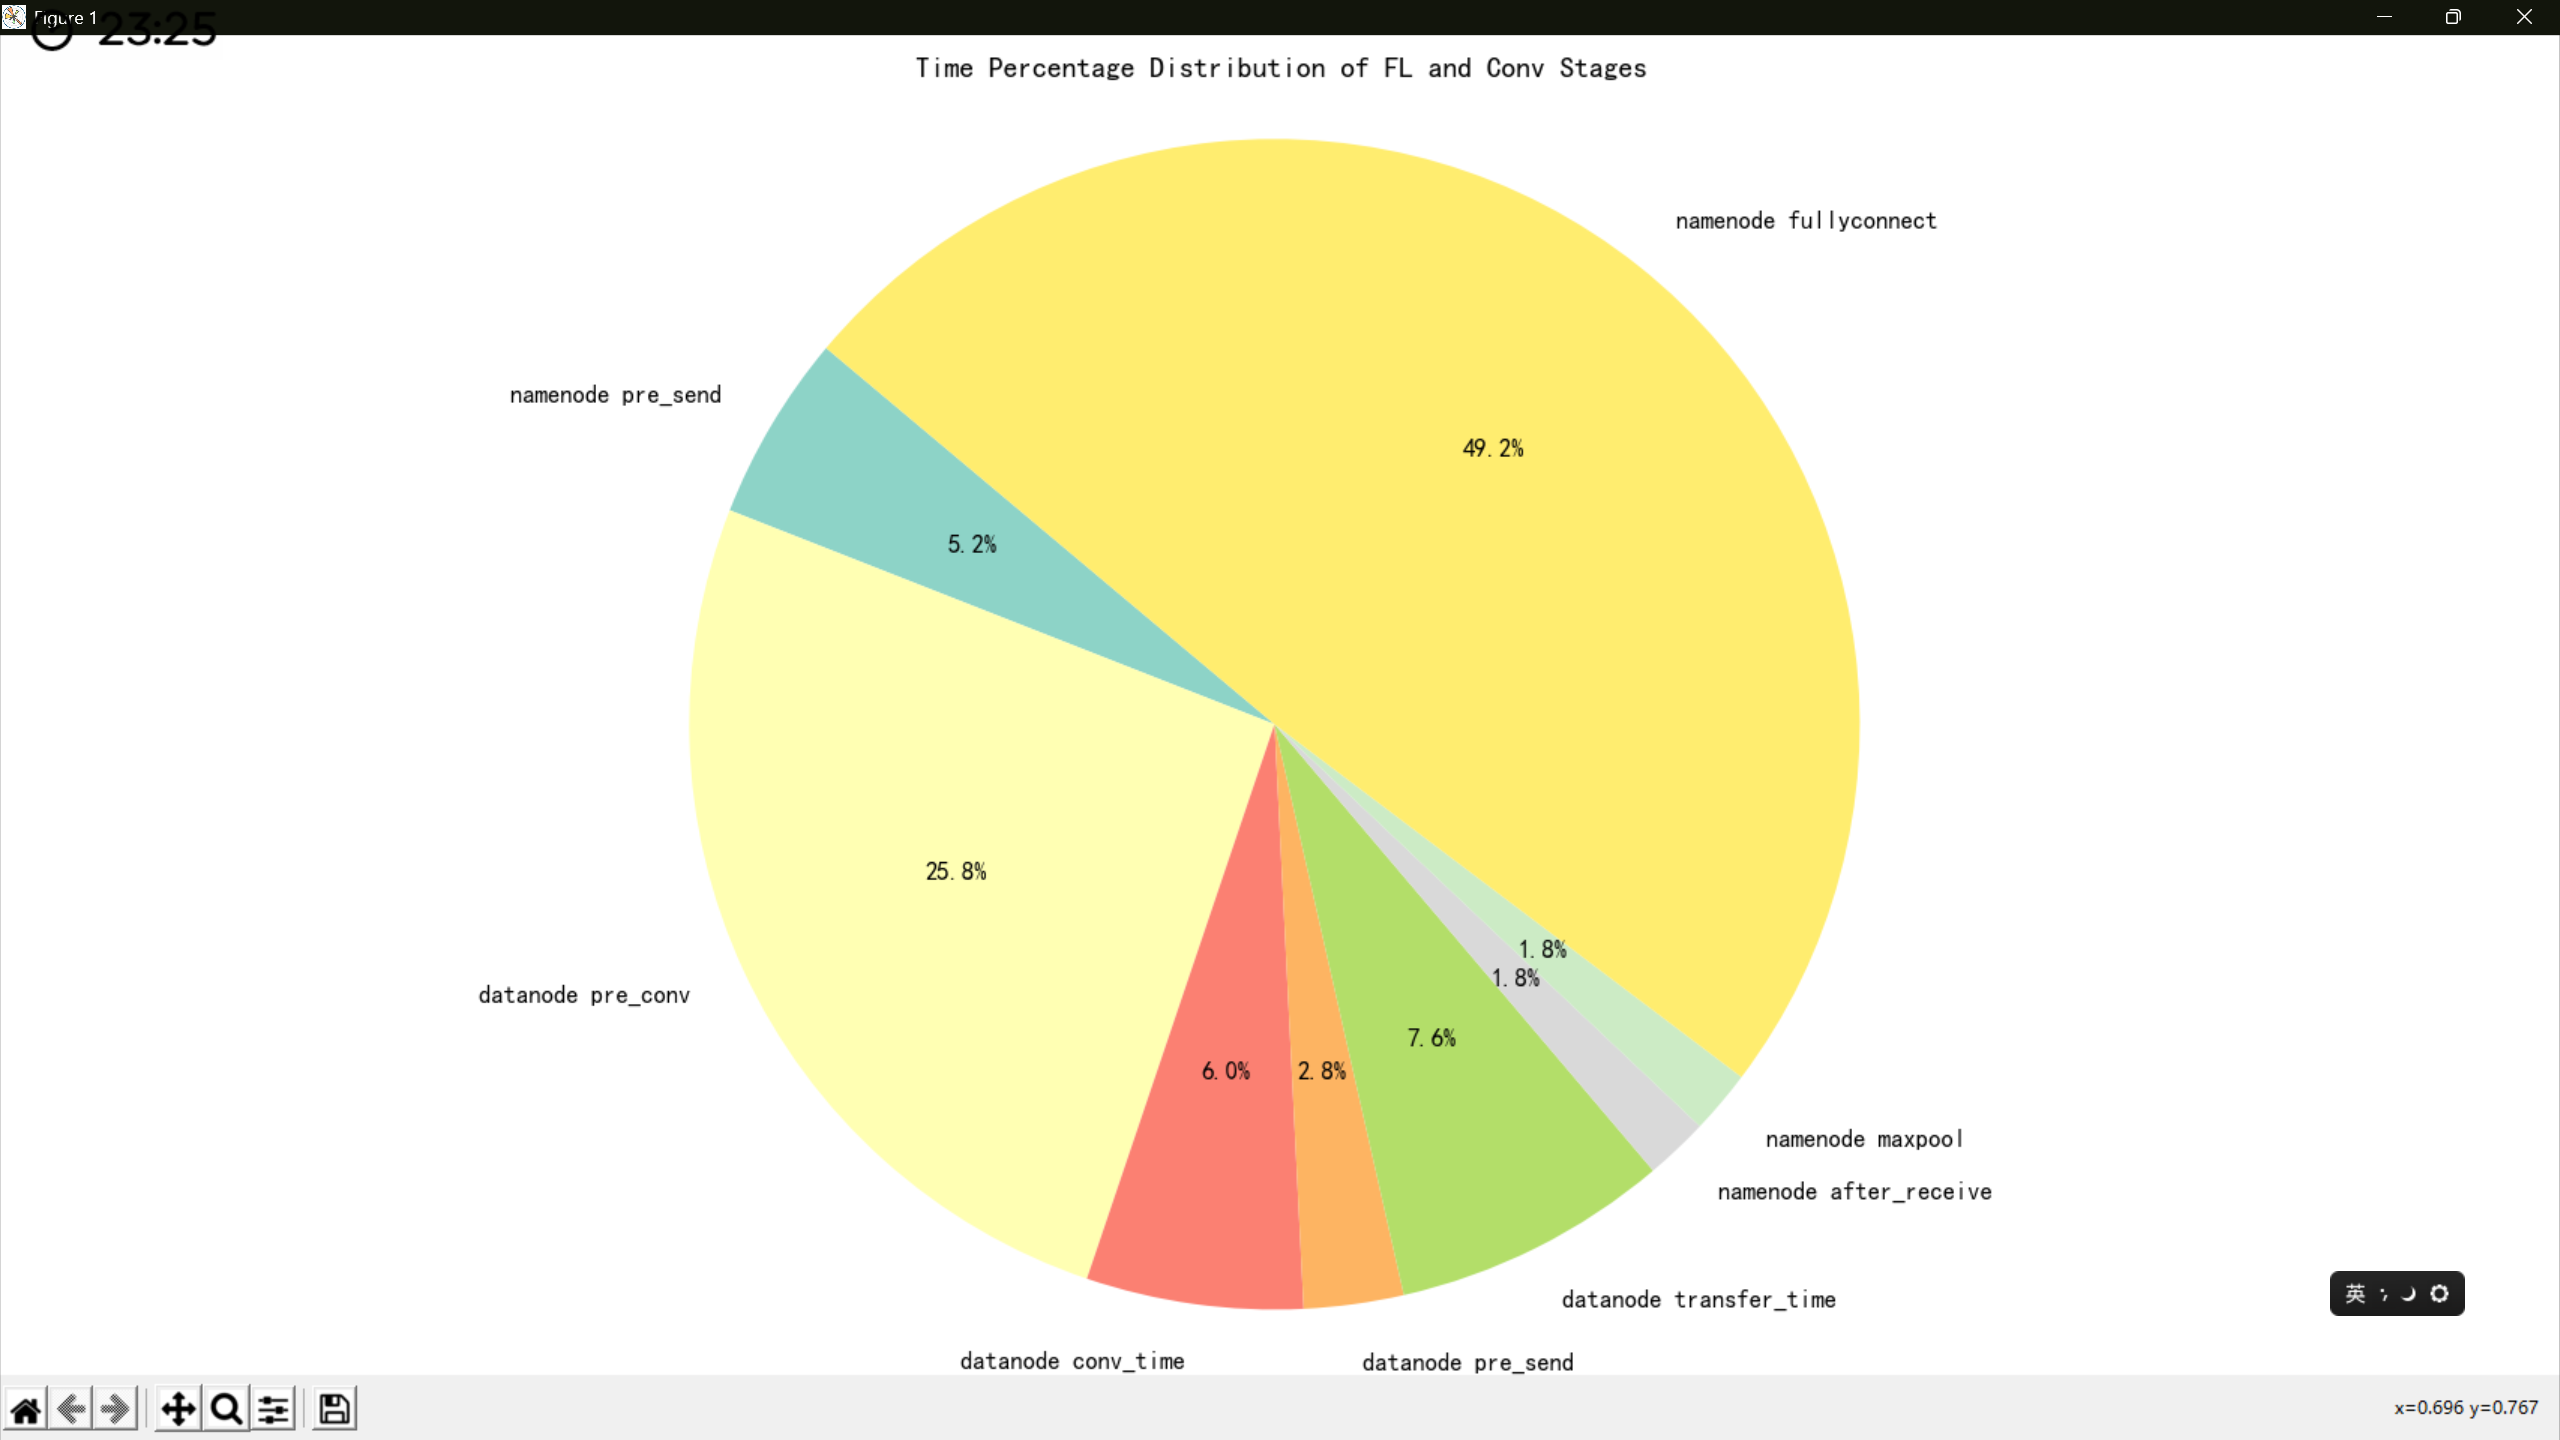 Figure 1
23:25
Time Percentage Distribution of FL and Conv Stages
namenode fullyconnect
namenode pre_send
49.2%
5.2%
25.8%
1.8%
1.8%
datanode pre_conv
7.6%
6.0%
2.8%
namenode maxpool
namenode after_receive
datanode transfer_time
英
datanode conv_time
datanode pre_send
x=0.696 y=0.767